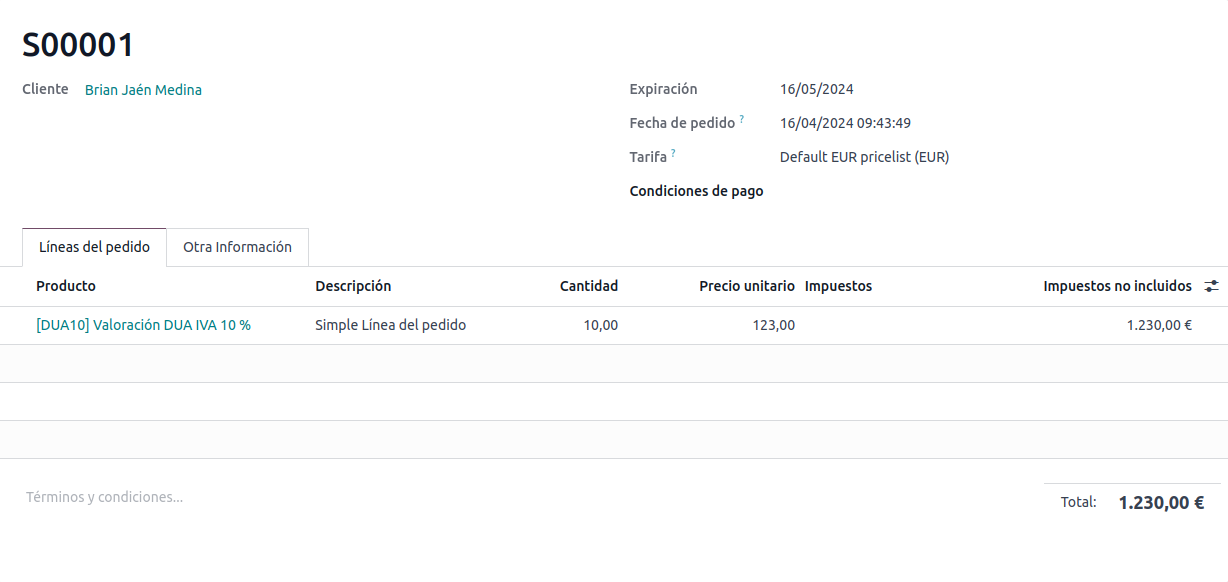 S00001
Cliente Brian Jaén Medina
Expiración 16/05/2024
Fecha de pedido ? 16/04/2024 09:43:49
Tarifa ? Default EUR pricelist (EUR)
Condiciones de pago
Líneas del pedido Otra Información
Producto Descripción Cantidad Precio unitario Impuestos Impuestos no incluidos
[DUA10] Valoración DUA IVA 10 % Simple Línea del pedido 10,00 123,00 1.230,00 €
Términos y condiciones...
Total: 1.230,00 €